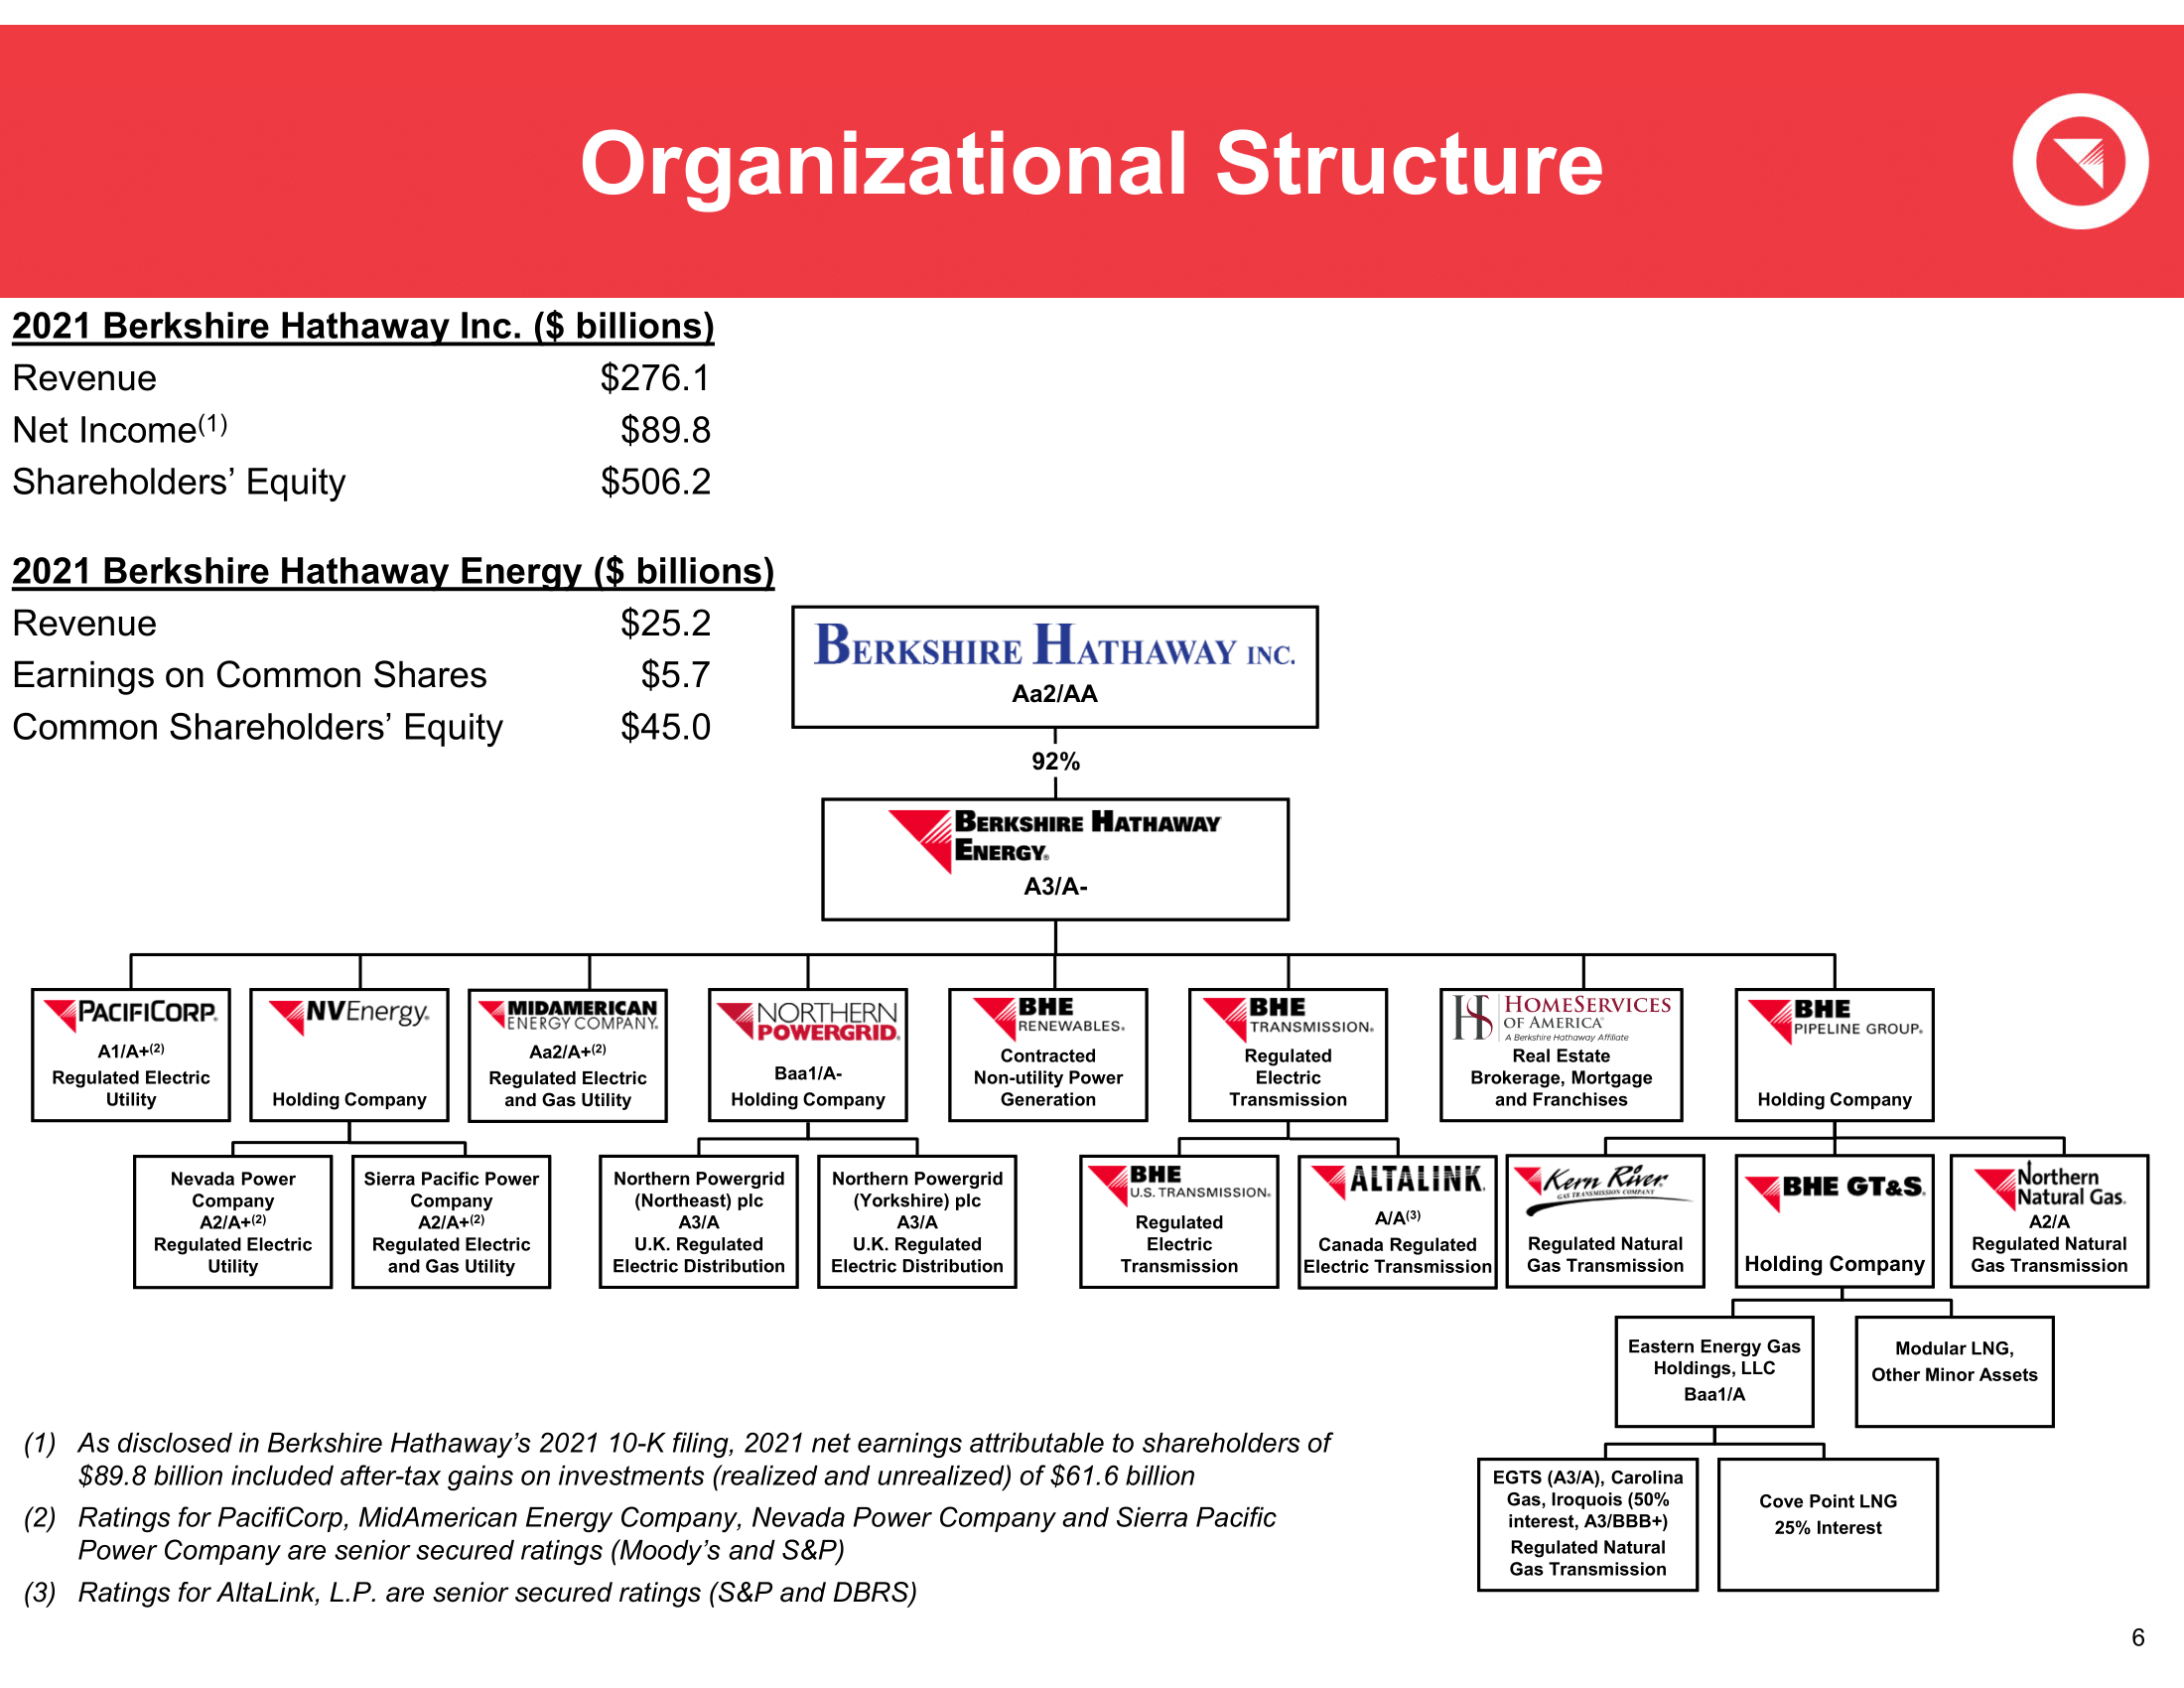 Organizational Structure
2021 Berkshire Hathaway Inc. ($ billions)
Revenue $276.1
Net Income(1) $89.8
Shareholders’ Equity $506.2
2021 Berkshire Hathaway Energy ($ billions)
Revenue $25.2
Earnings on Common Shares $5.7
Common Shareholders’ Equity $45.0
BERKSHIRE HATHAWAY INC.
Aa2/AA
92%
BERKSHIRE HATHAWAY
ENERGY®
A3/A-
PACIFICORP®
A1/A+(2)
Regulated Electric
Utility
NVEnergy®
Holding Company
MIDAMERICAN
ENERGY COMPANY®
Aa2/A+(2)
Regulated Electric
and Gas Utility
NORTHERN
POWERGRID®
Baa1/A-
Holding Company
BHE
RENEWABLES®
Contracted
Non-utility Power
Generation
BHE
TRANSMISSION®
Regulated
Electric
Transmission
HS
HOMESERVICES
OF AMERICA
A Berkshire Hathaway Affiliate
Real Estate
Brokerage, Mortgage
and Franchises
BHE
PIPELINE GROUP®
Holding Company
Nevada Power
Company
A2/A+(2)
Regulated Electric
Utility
Sierra Pacific Power
Company
A2/A+(2)
Regulated Electric
and Gas Utility
Northern Powergrid
(Northeast) plc
A3/A
U.K. Regulated
Electric Distribution
Northern Powergrid
(Yorkshire) plc
A3/A
U.K. Regulated
Electric Distribution
BHE
U.S. TRANSMISSION®
Regulated
Electric
Transmission
ALTALINK®
A/A(3)
Canada Regulated
Electric Transmission
Kern River®
GAS TRANSMISSION COMPANY
Regulated Natural
Gas Transmission
BHE GT&S®
Holding Company
Northern
Natural Gas®
A2/A
Regulated Natural
Gas Transmission
Eastern Energy Gas
Holdings, LLC
Baa1/A
Modular LNG,
Other Minor Assets
EGTS (A3/A), Carolina
Gas, Iroquois (50%
interest, A3/BBB+)
Regulated Natural
Gas Transmission
Cove Point LNG
25% Interest
(1) As disclosed in Berkshire Hathaway’s 2021 10-K filing, 2021 net earnings attributable to shareholders of
$89.8 billion included after-tax gains on investments (realized and unrealized) of $61.6 billion
(2) Ratings for PacifiCorp, MidAmerican Energy Company, Nevada Power Company and Sierra Pacific
Power Company are senior secured ratings (Moody’s and S&P)
(3) Ratings for AltaLink, L.P. are senior secured ratings (S&P and DBRS)
6